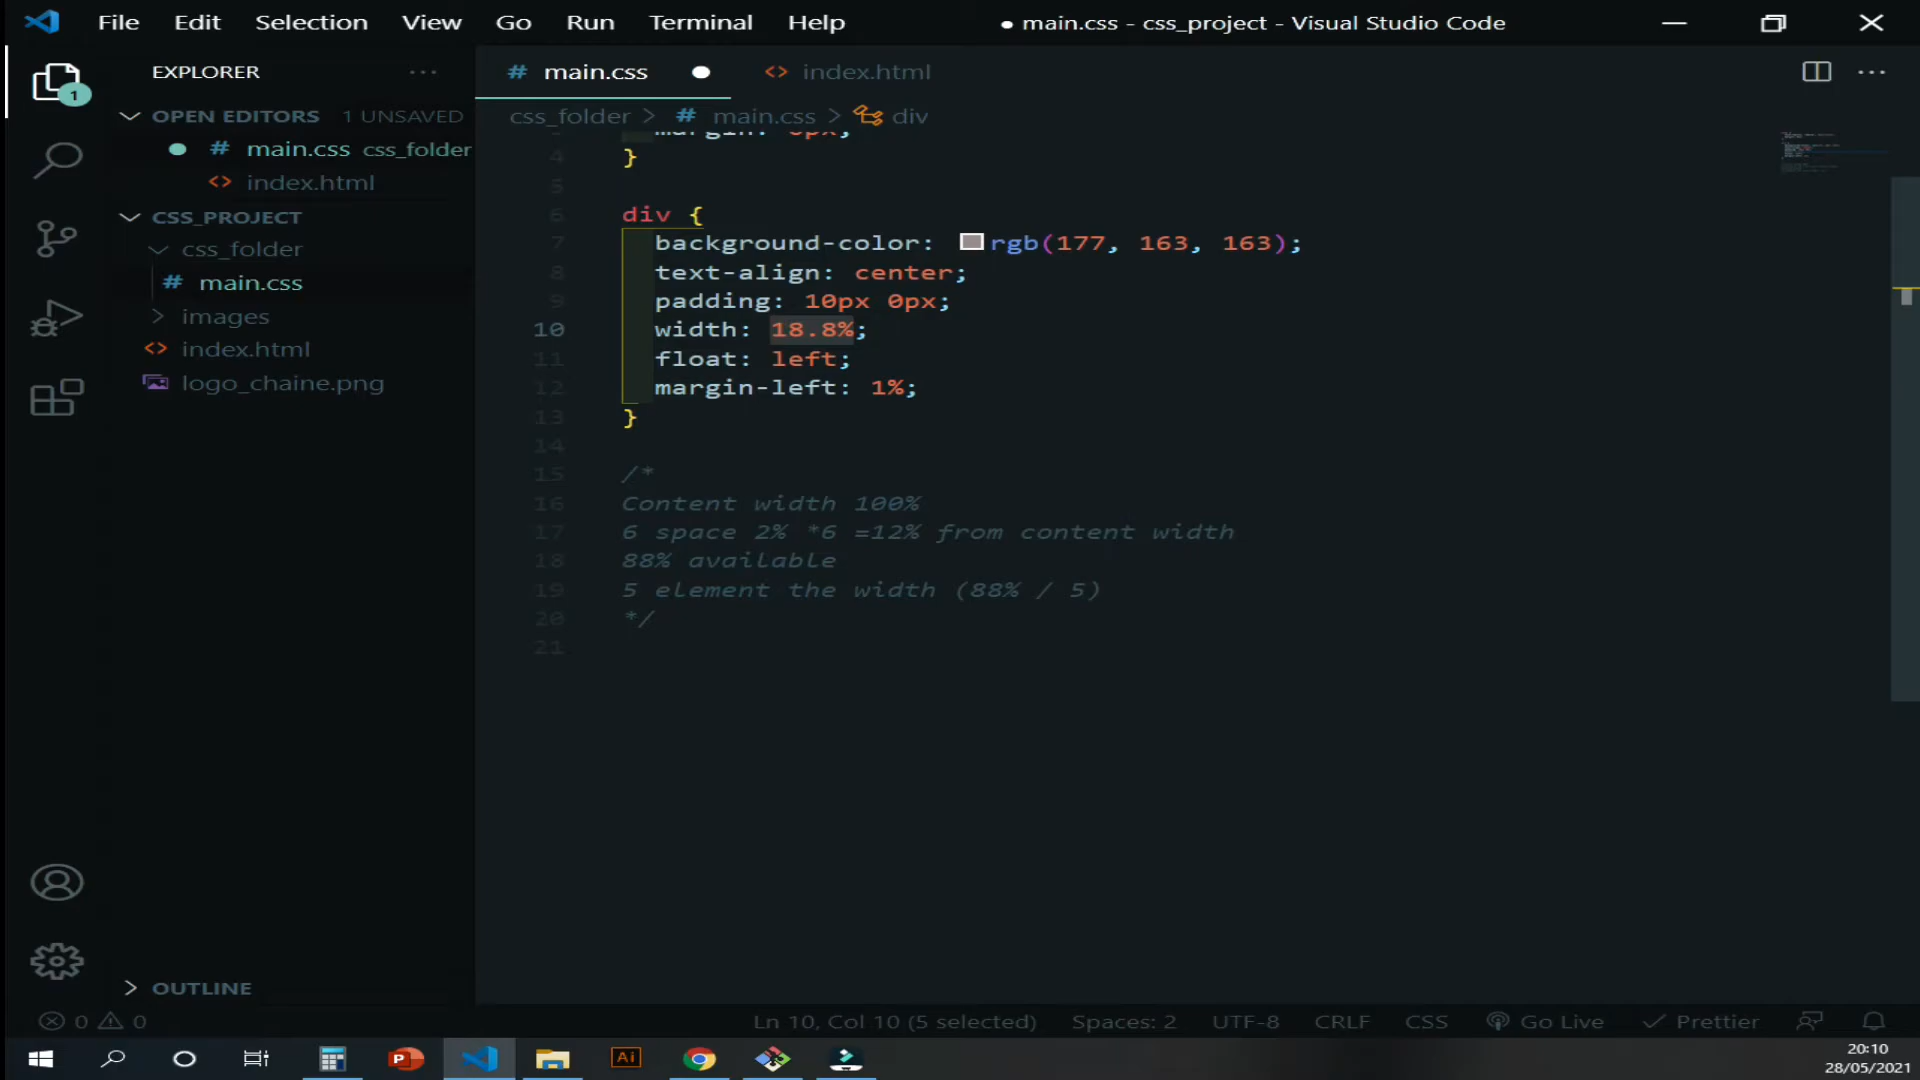 File Edit Selection View Go Run Terminal Help ● main.css - css_project - Visual Studio Code
EXPLORER ...
# main.css ● <> index.html ...
1
OPEN EDITORS 1 UNSAVED
● # main.css css_folder
<> index.html
CSS_PROJECT
css_folder
# main.css
images
<> index.html
logo_chaine.png
OUTLINE
css_folder > # main.css > div
3 margin: 0px;
4 }
5
6 div {
7 background-color: rgb(177, 163, 163);
8 text-align: center;
9 padding: 10px 0px;
10 width: 18.8%;
11 float: left;
12 margin-left: 1%;
13 }
14
15 /*
16 Content width 100%
17 6 space 2% *6 =12% from content width
18 88% available
19 5 element the width (88% / 5)
20 */
21
0 0 Ln 10, Col 10 (5 selected) Spaces: 2 UTF-8 CRLF CSS Go Live Prettier
P Ai
20:10
28/05/2021